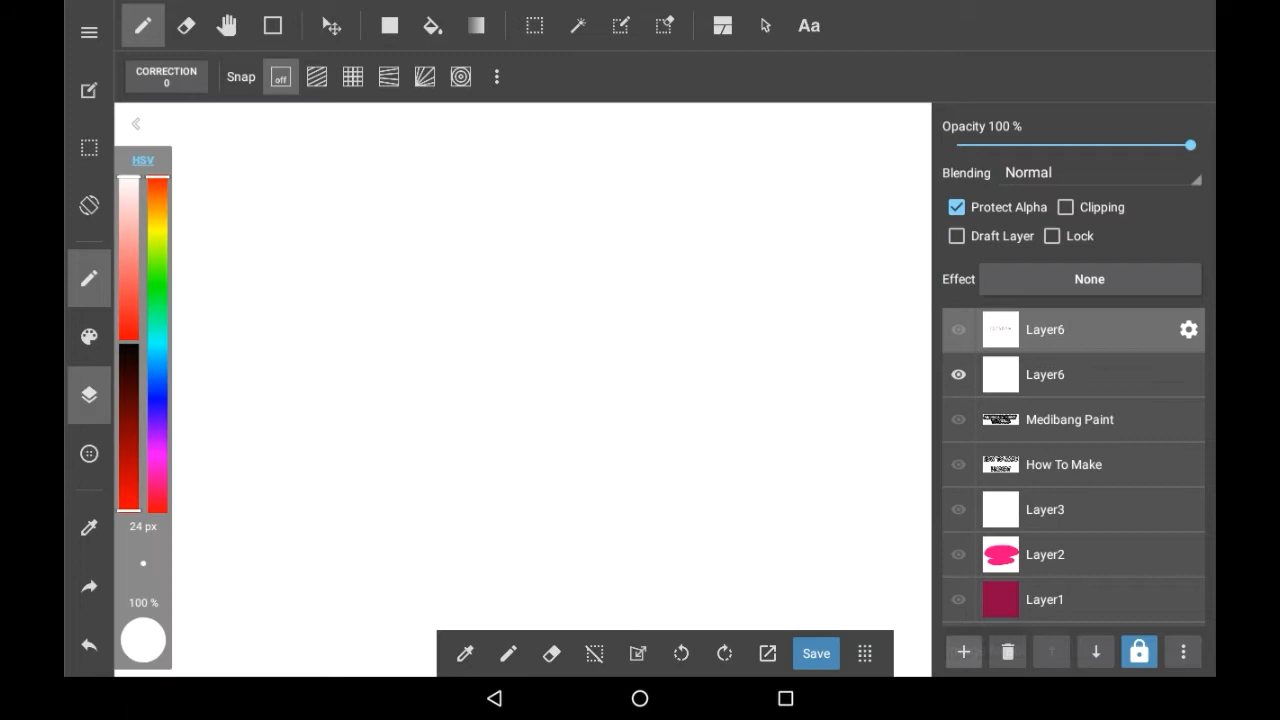 Aa
CORRECTION
0
Snap
off
HSV
24 px
100 %
Opacity 100 %
Blending Normal
Protect Alpha Clipping
Draft Layer Lock
Effect None
Layer6
Layer6
Medibang Paint
How To Make
Layer3
Layer2
Layer1
Save